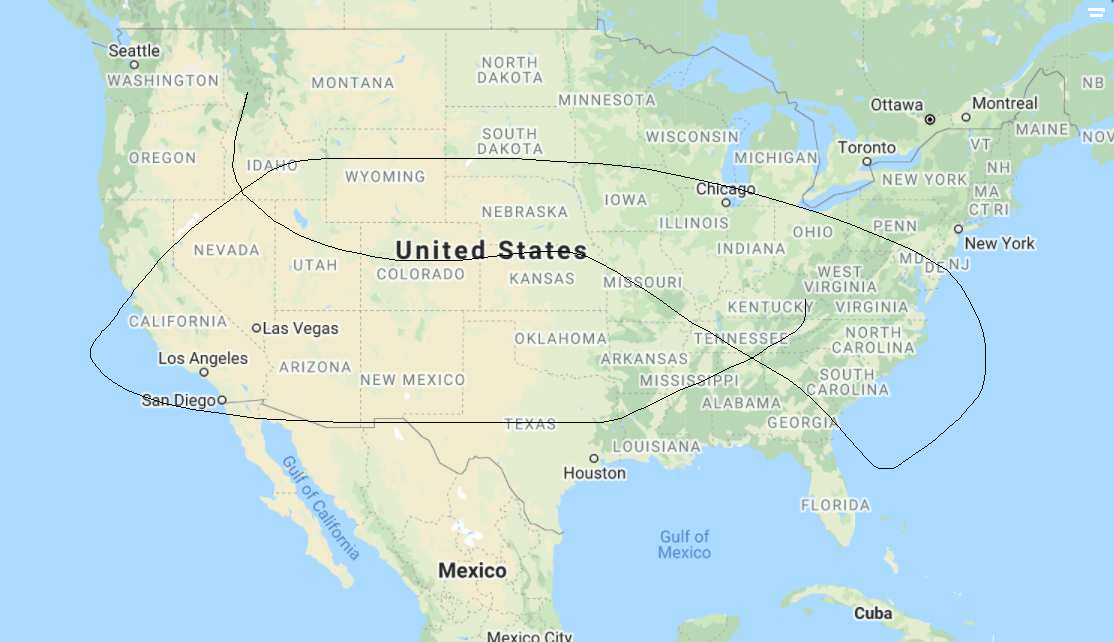 Seattle
WASHINGTON
MONTANA
NORTH
DAKOTA
MINNESOTA
Ottawa
Montreal
NB
MAINE
NOV
OREGON
IDAHO
SOUTH
DAKOTA
WISCONSIN
MICHIGAN
Toronto
VT
NH
WYOMING
NEW YORK
MA
CT RI
Chicago
IOWA
NEBRASKA
ILLINOIS
INDIANA
OHIO
PENN
New York
NEVADA
UTAH
United States
COLORADO
KANSAS
MISSOURI
WEST
VIRGINIA
MD
DE
NJ
KENTUCKY
VIRGINIA
CALIFORNIA
Las Vegas
OKLAHOMA
TENNESSEE
NORTH
CAROLINA
Los Angeles
ARIZONA
NEW MEXICO
ARKANSAS
MISSISSIPPI
SOUTH
CAROLINA
San Diego
ALABAMA
TEXAS
GEORGIA
LOUISIANA
Houston
Gulf of California
FLORIDA
Gulf of
Mexico
Mexico
Cuba
Mexico City